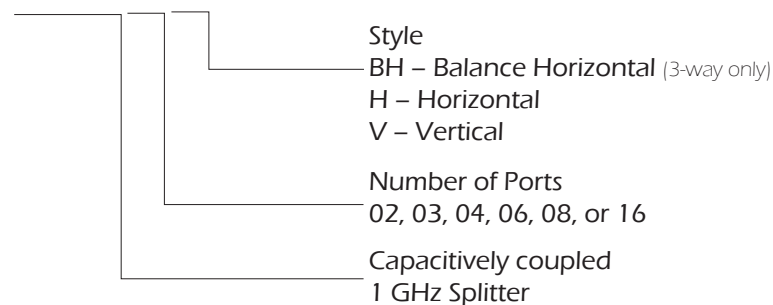 Style
BH – Balance Horizontal (3-way only)
H – Horizontal
V – Vertical
Number of Ports
02, 03, 04, 06, 08, or 16
Capacitively coupled
1 GHz Splitter